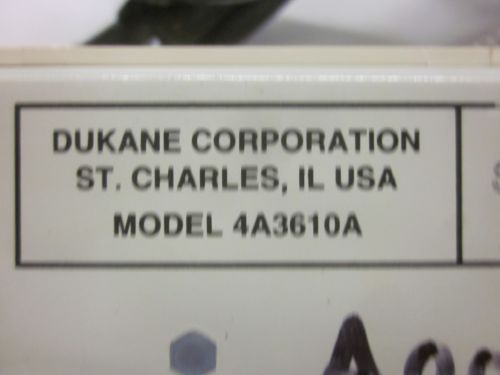 DUKANE CORPORATION
ST. CHARLES, IL USA
MODEL 4A3610A